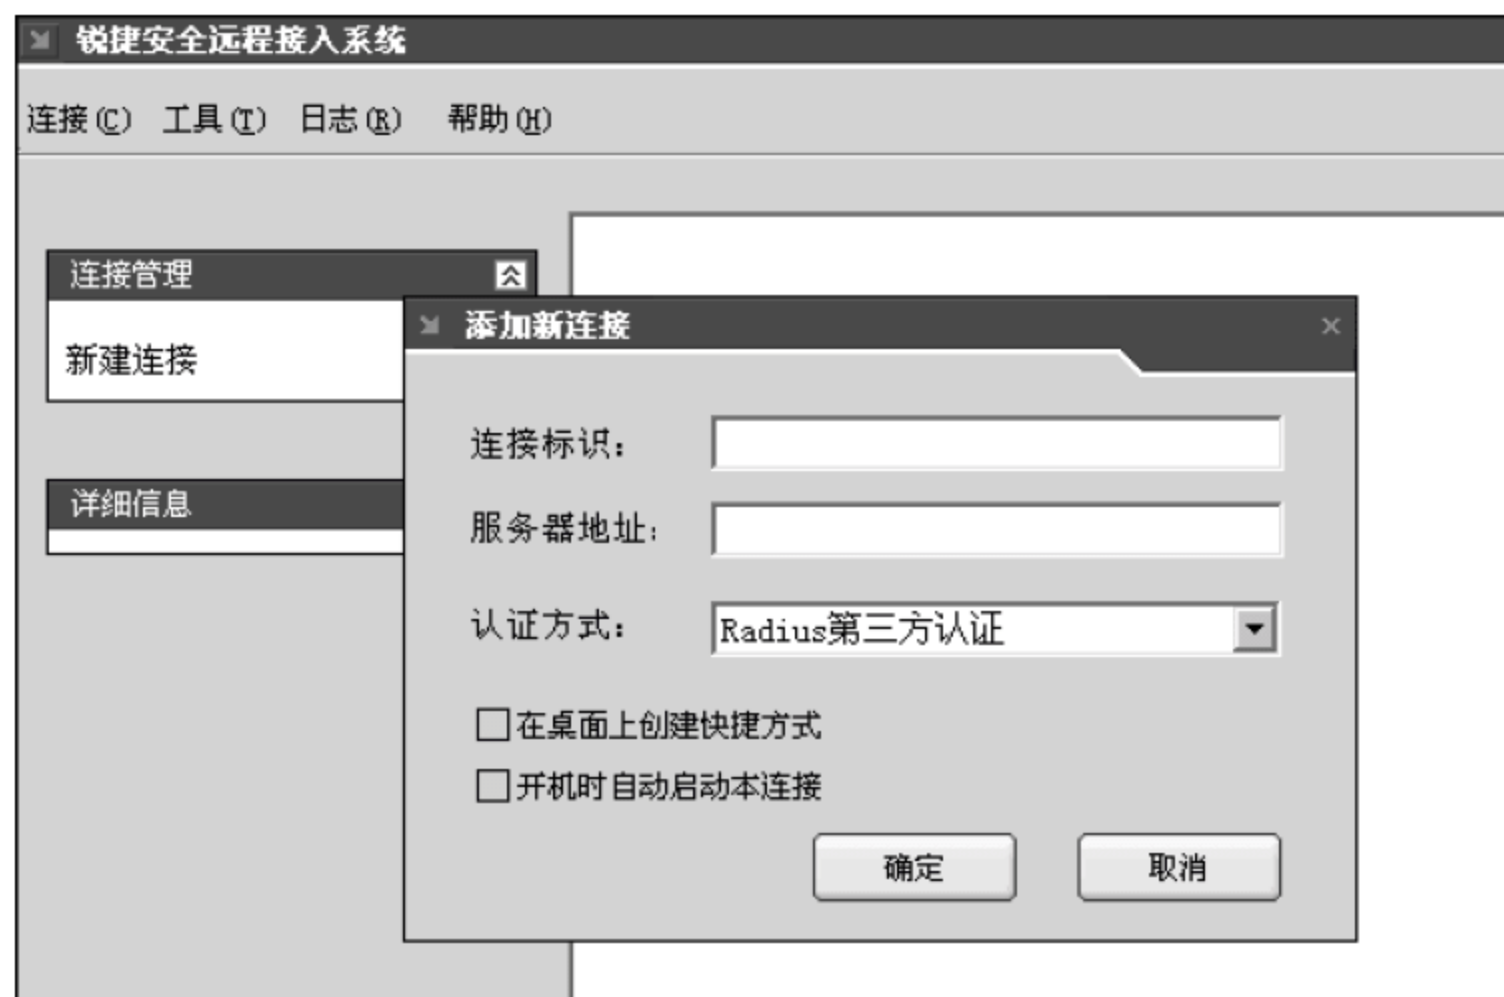 锐捷安全远程接入系统
连接(C) 工具(T) 日志(R) 帮助(H)
连接管理
新建连接
详细信息
添加新连接
连接标识：
服务器地址：
认证方式： Radius第三方认证
在桌面上创建快捷方式
开机时自动启动本连接
确定 取消